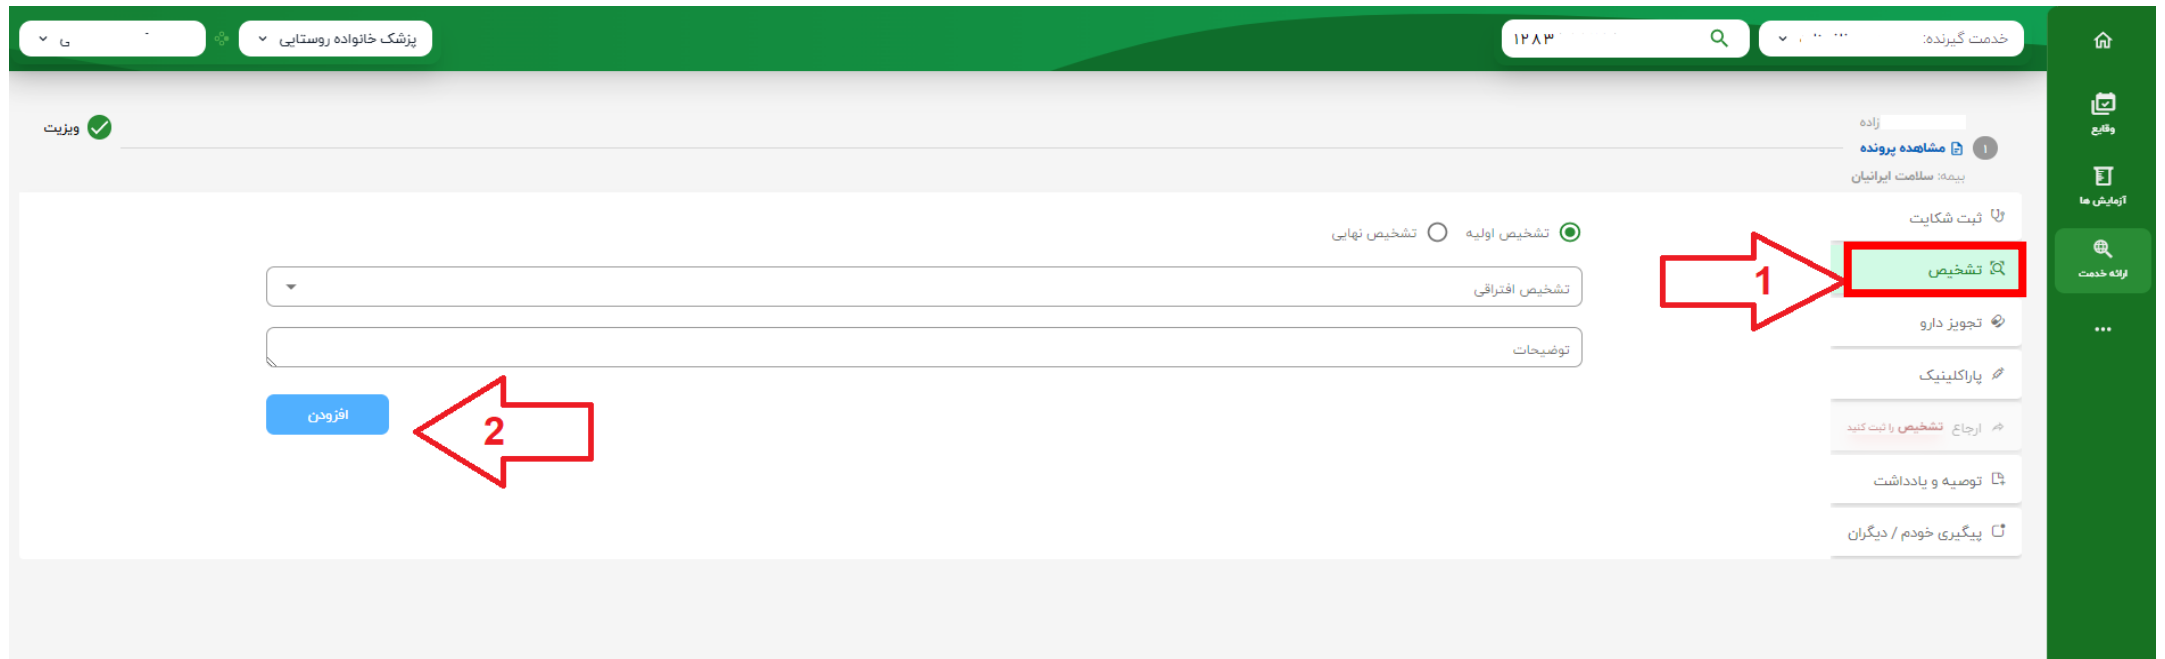 خدمت گیرنده:
۱۲۸۳
پزشک خانواده روستایی
ی
وقایع
آزمایش ها
ارائه خدمت
زاده
۱ مشاهده پرونده
بیمه: سلامت ایرانیان
ویزیت
ثبت شکایت
تشخیص
تجویز دارو
پاراکلینیک
ارجاع تشخیص را ثبت کنید
توصیه و یادداشت
پیگیری خودم / دیگران
1
تشخیص اولیه تشخیص نهایی
تشخیص افتراقی
توضیحات
افزودن
2